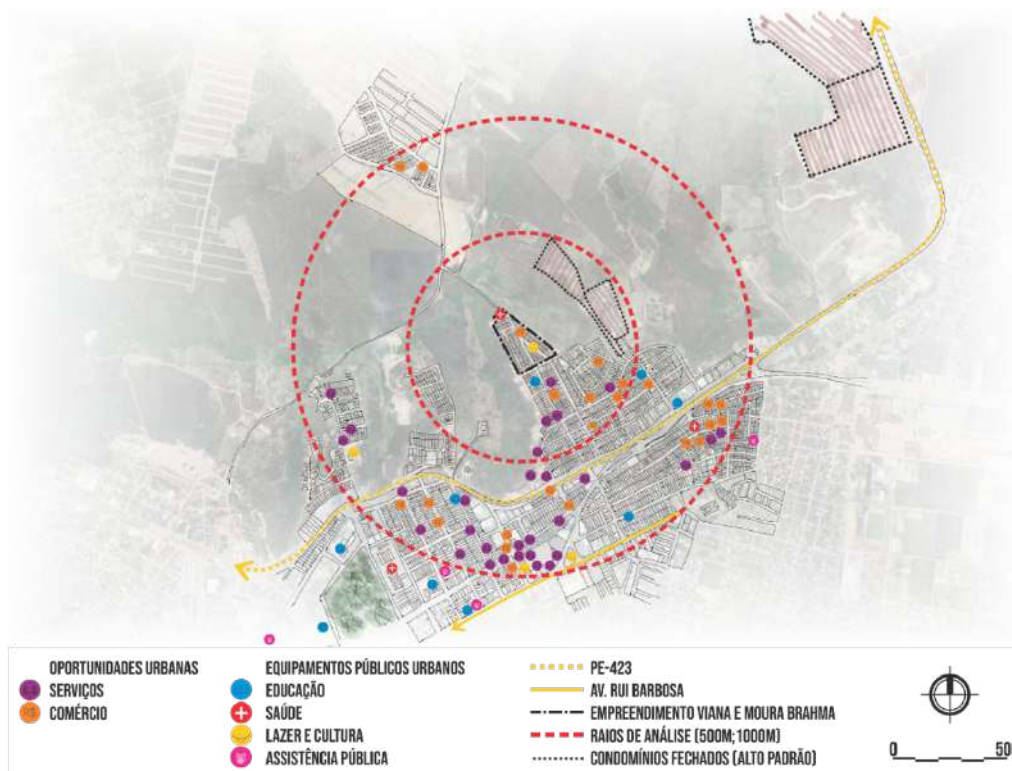 OPORTUNIDADES URBANAS
SERVIÇOS
COMÉRCIO
EQUIPAMENTOS PÚBLICOS URBANOS
EDUCAÇÃO
SAÚDE
LAZER E CULTURA
ASSISTÊNCIA PÚBLICA
PE-423
AV. RUI BARBOSA
EMPREENDIMENTO VIANA E MOURA BRAHMA
RAIOS DE ANÁLISE (500M;1000M)
CONDOMÍNIOS FECHADOS (ALTO PADRÃO)
0